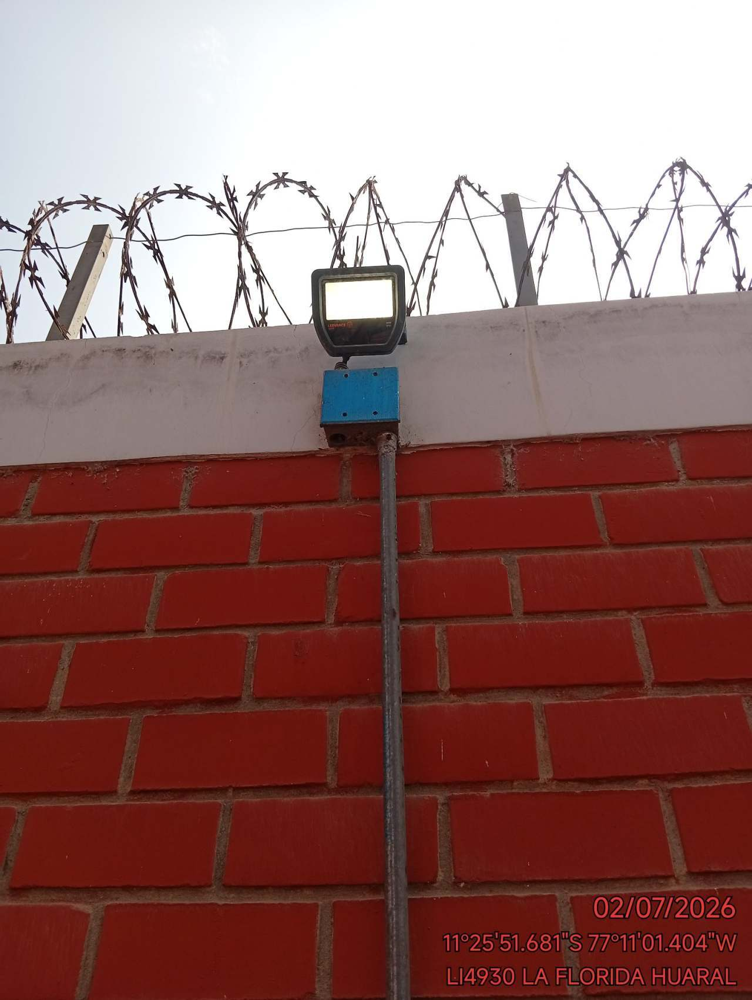 LEDVANCE
02/07/2026
11°25'51.681"S 77°11'01.404"W
LI4930 LA FLORIDA HUARAL